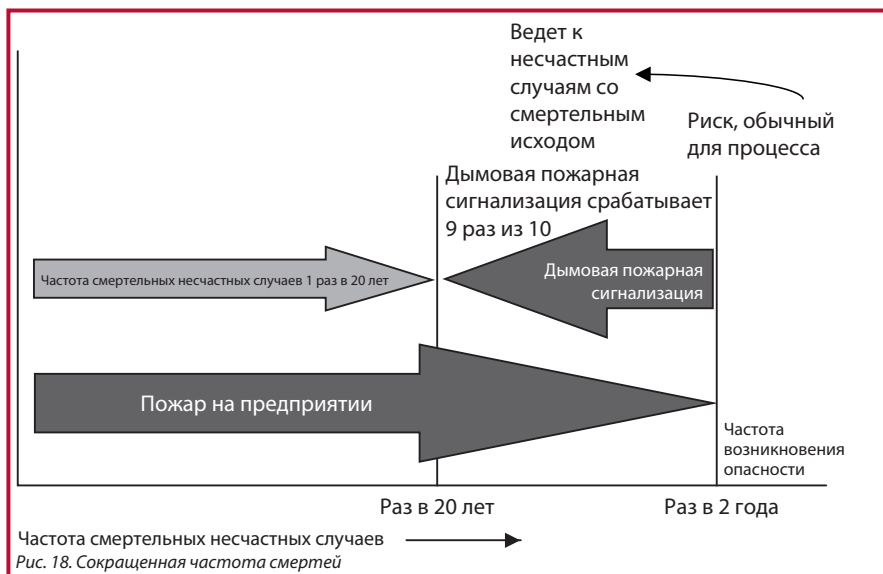 Ведет к
несчастным
случаям со
смертельным
исходом
Риск, обычный
для процесса
Дымовая пожарная
сигнализация срабатывает
9 раз из 10
Частота смертельных несчастных случаев 1 раз в 20 лет
Дымовая пожарная
сигнализация
Пожар на предприятии
Частота
возникновения
опасности
Раз в 20 лет
Раз в 2 года
Частота смертельных несчастных случаев
Рис. 18. Сокращенная частота смертей